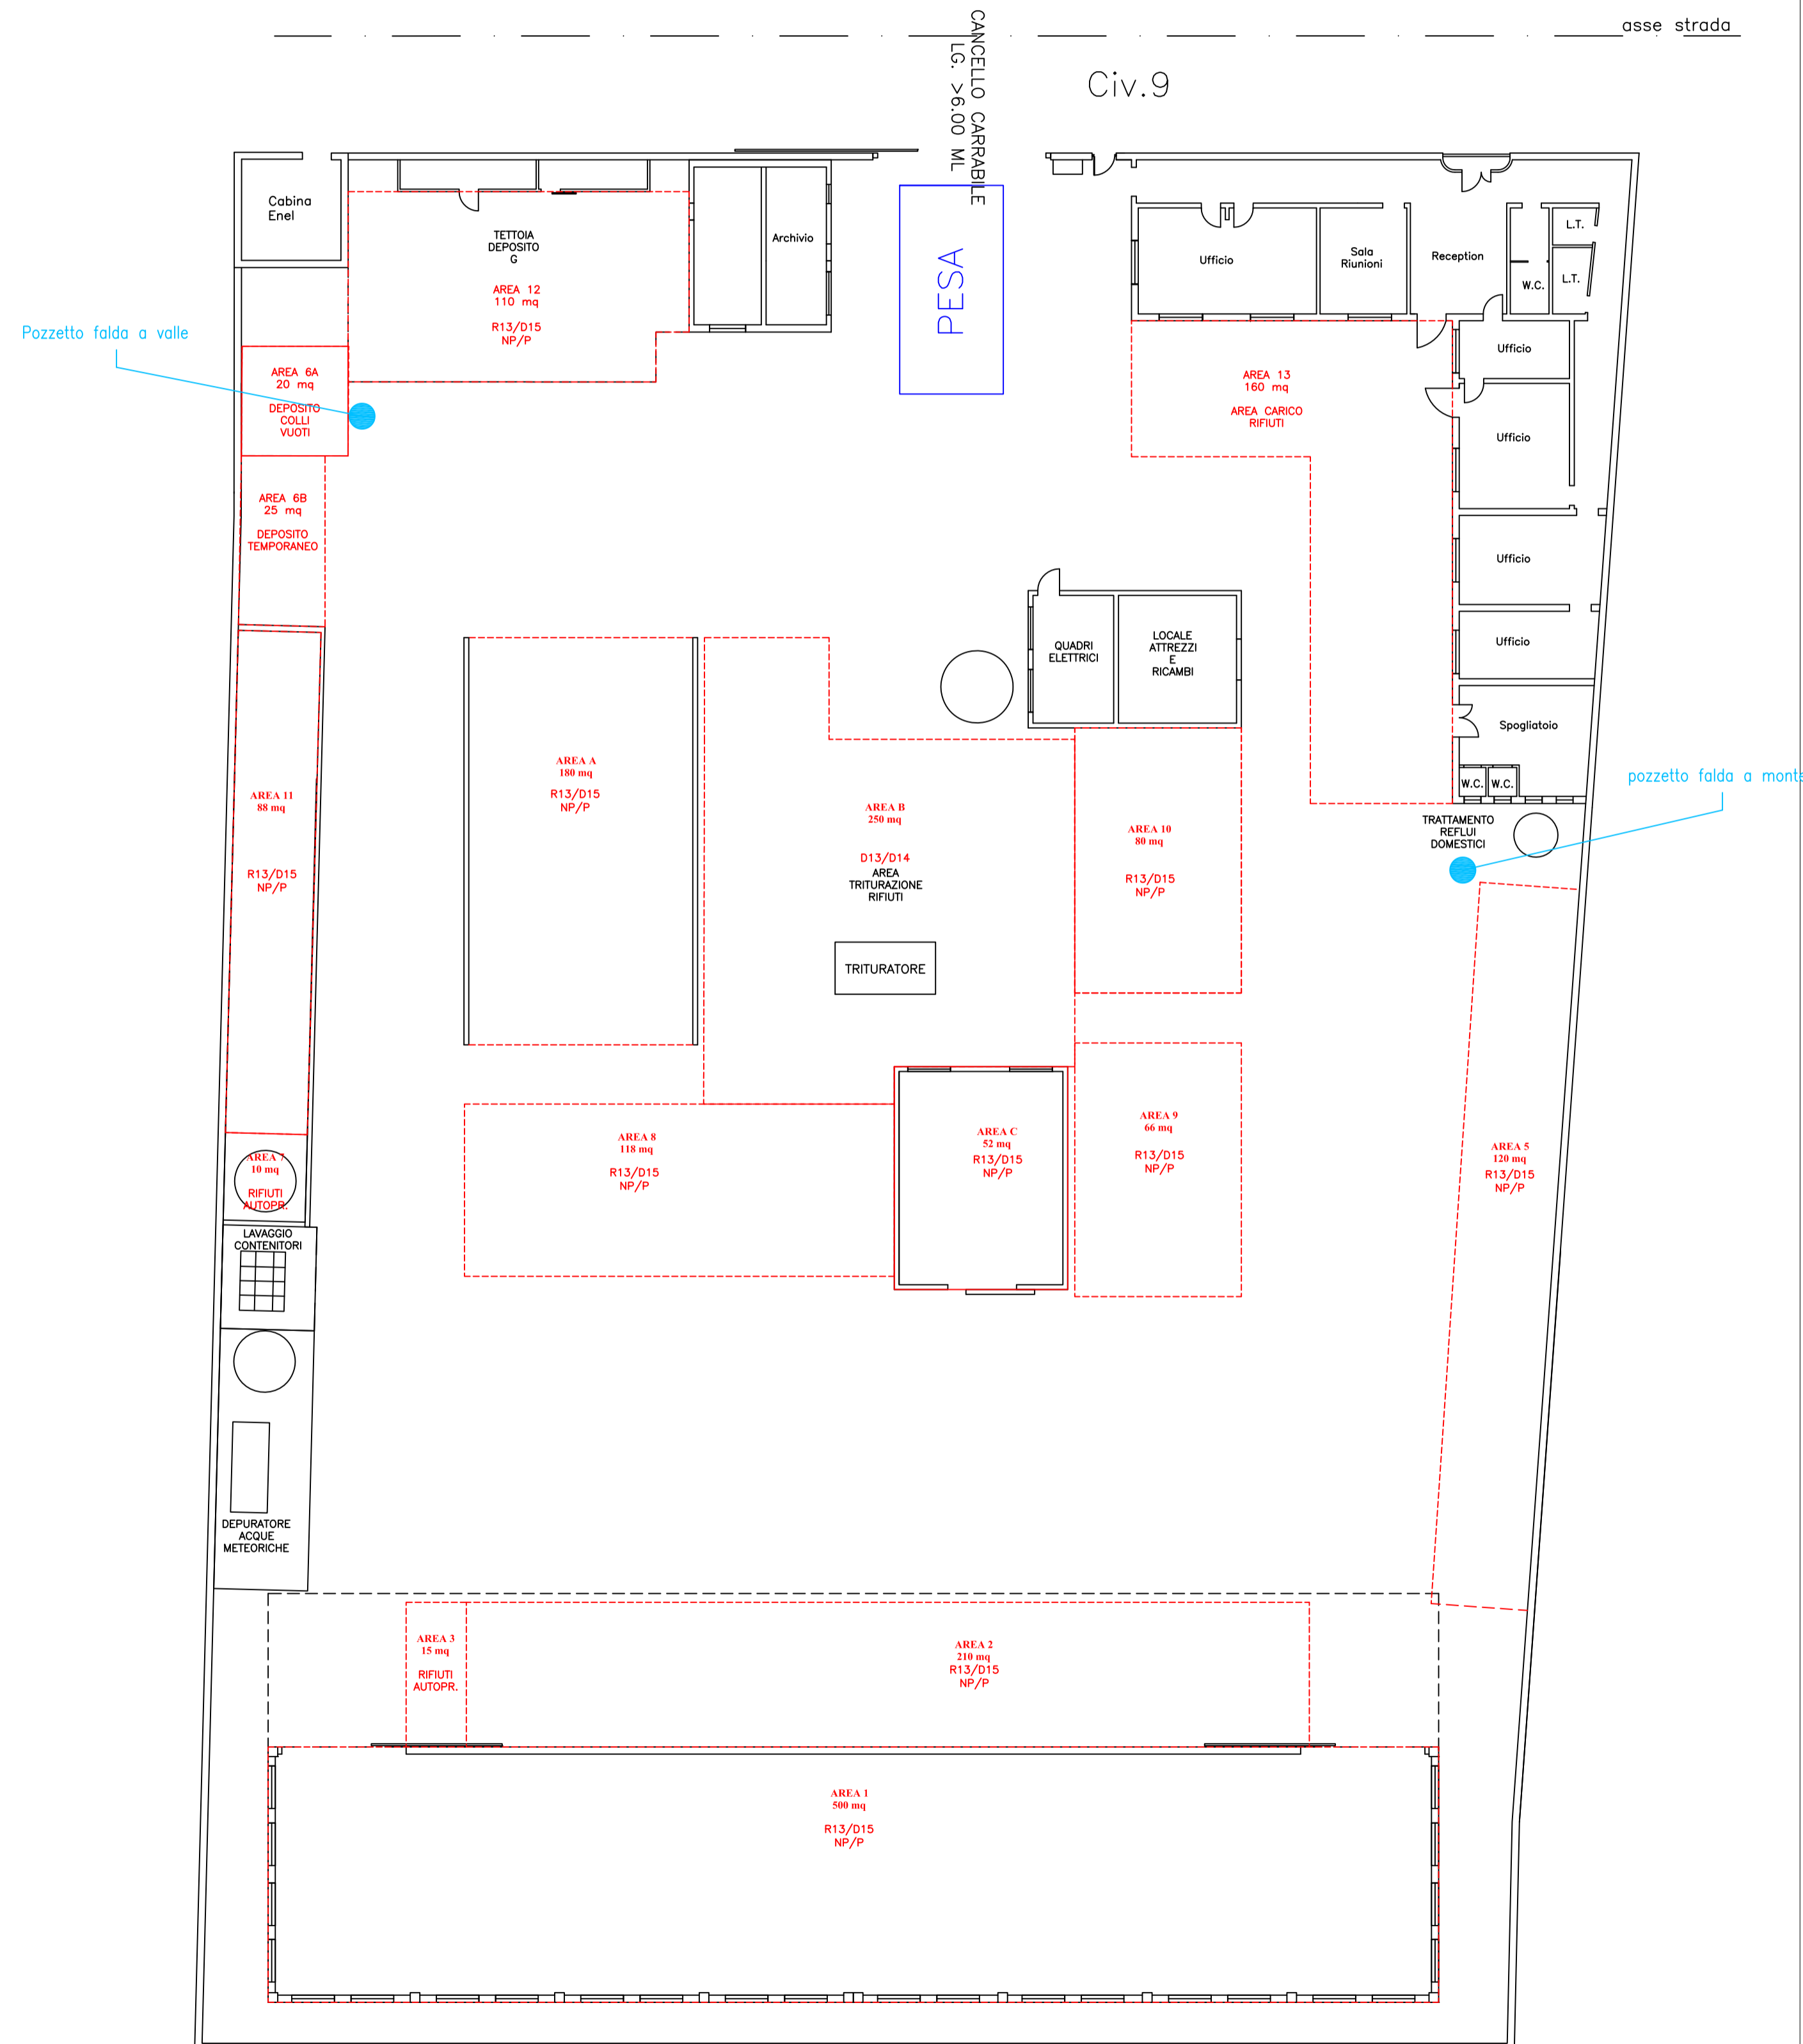 asse strada
CANCELLO CARRABILE
LG. >6.00 ML
Civ.9
Cabina
Enel
TETTOIA
DEPOSITO
G
AREA 12
110 mq
R13/D15
NP/P
Archivio
PESA
Ufficio
Sala
Riunioni
Reception
W.C.
L.T.
L.T.
Pozzetto falda a valle
AREA 6A
20 mq
DEPOSITO
COLLI
VUOTI
AREA 13
160 mq
AREA CARICO
RIFIUTI
Ufficio
Ufficio
AREA 6B
25 mq
DEPOSITO
TEMPORANEO
Ufficio
QUADRI
ELETTRICI
LOCALE
ATTREZZI
E
RICAMBI
Ufficio
Spogliatoio
W.C.
W.C.
pozzetto falda a monte
TRATTAMENTO
REFLUI
DOMESTICI
AREA 11
88 mq
R13/D15
NP/P
AREA A
180 mq
R13/D15
NP/P
AREA B
250 mq
D13/D14
AREA
TRITURAZIONE
RIFIUTI
TRITURATORE
AREA 10
80 mq
R13/D15
NP/P
AREA 7
10 mq
RIFIUTI
AUTOPR.
AREA 8
118 mq
R13/D15
NP/P
AREA C
52 mq
R13/D15
NP/P
AREA 9
66 mq
R13/D15
NP/P
AREA 5
120 mq
R13/D15
NP/P
LAVAGGIO
CONTENITORI
DEPURATORE
ACQUE
METEORICHE
AREA 3
15 mq
RIFIUTI
AUTOPR.
AREA 2
210 mq
R13/D15
NP/P
AREA 1
500 mq
R13/D15
NP/P